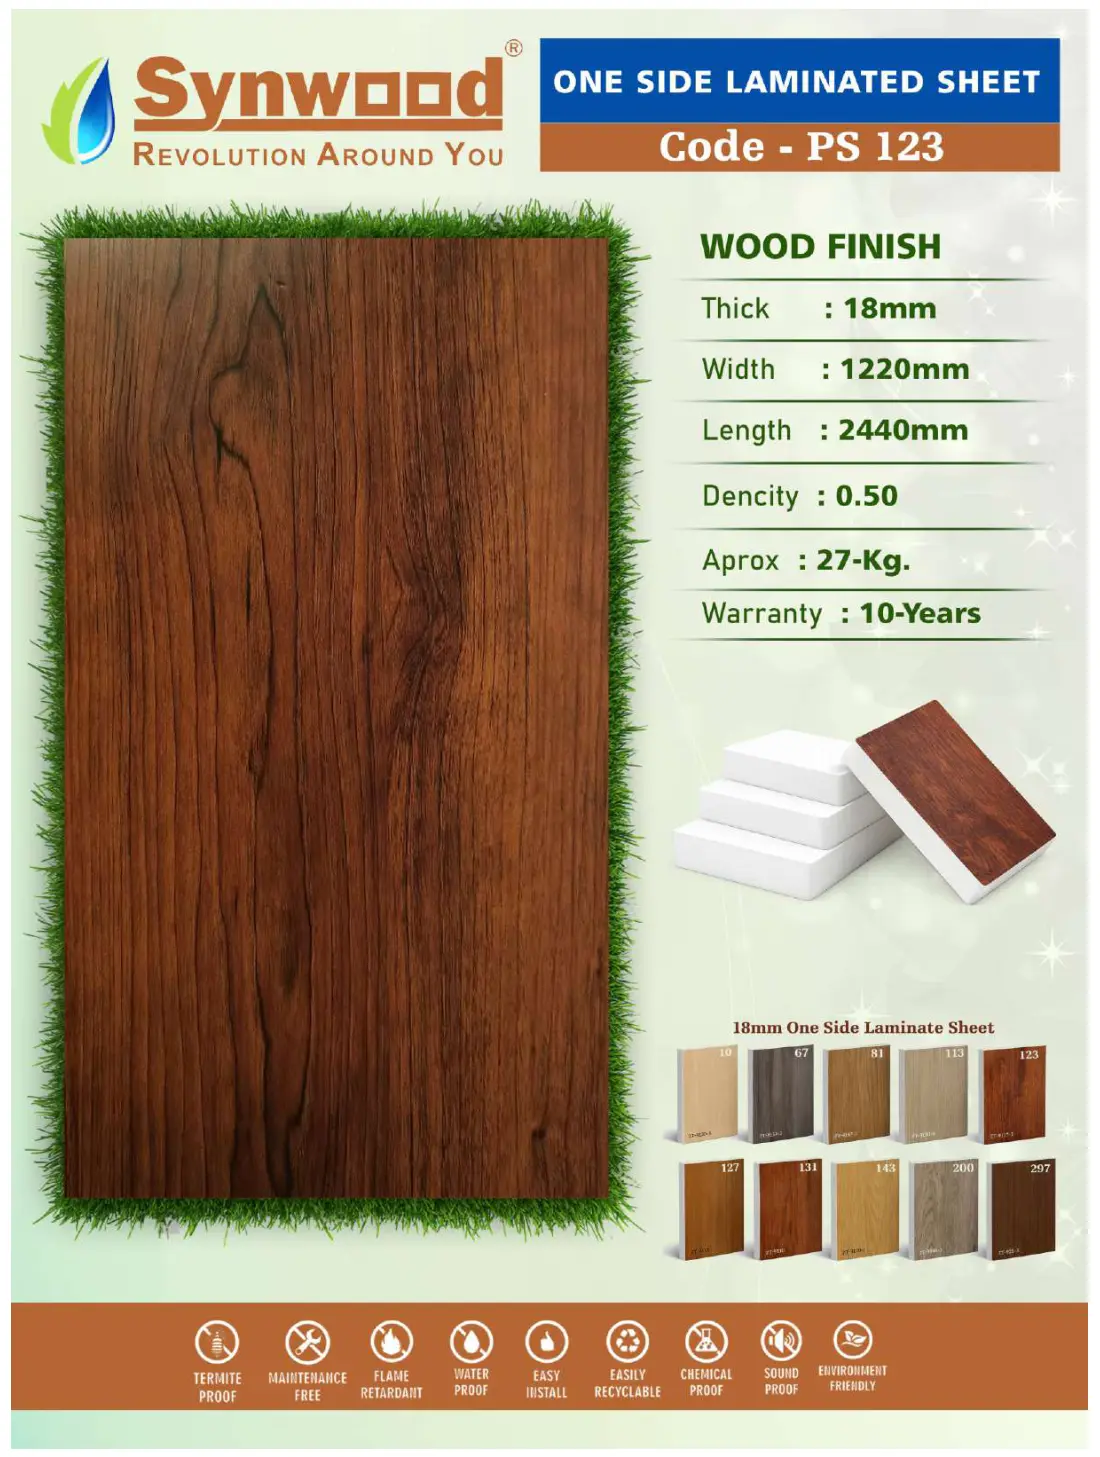 Synwood®
REVOLUTION AROUND YOU
ONE SIDE LAMINATED SHEET
Code - PS 123
WOOD FINISH
Thick : 18mm
Width : 1220mm
Length : 2440mm
Dencity : 0.50
Aprox : 27-Kg.
Warranty : 10-Years
18mm One Side Laminate Sheet
10 67 81 113 123
127 131 143 200 297
TERMITE PROOF
MAINTENANCE FREE
FLAME RETARDANT
WATER PROOF
EASY INSTALL
EASILY RECYCLABLE
CHEMICAL PROOF
SOUND PROOF
ENVIRONMENT FRIENDLY